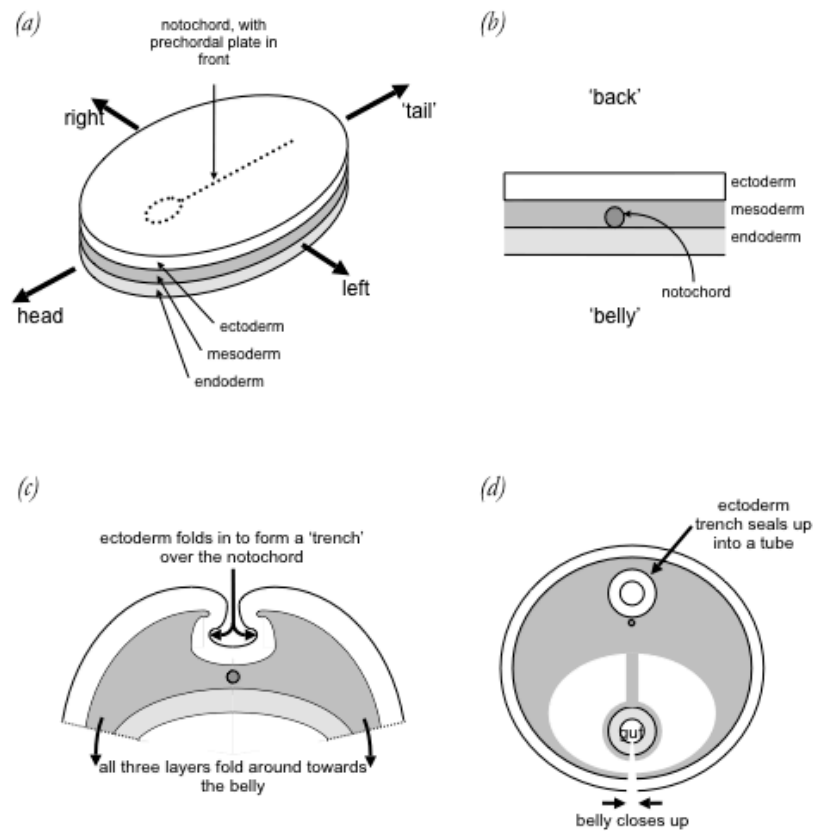 (a)
notochord, with
prechordal plate in
front
right
'tail'
left
head
ectoderm
mesoderm
endoderm
(b)
'back'
ectoderm
mesoderm
endoderm
notochord
'belly'
(c)
ectoderm folds in to form a 'trench'
over the notochord
all three layers fold around towards
the belly
(d)
ectoderm
trench seals up
into a tube
gut
belly closes up